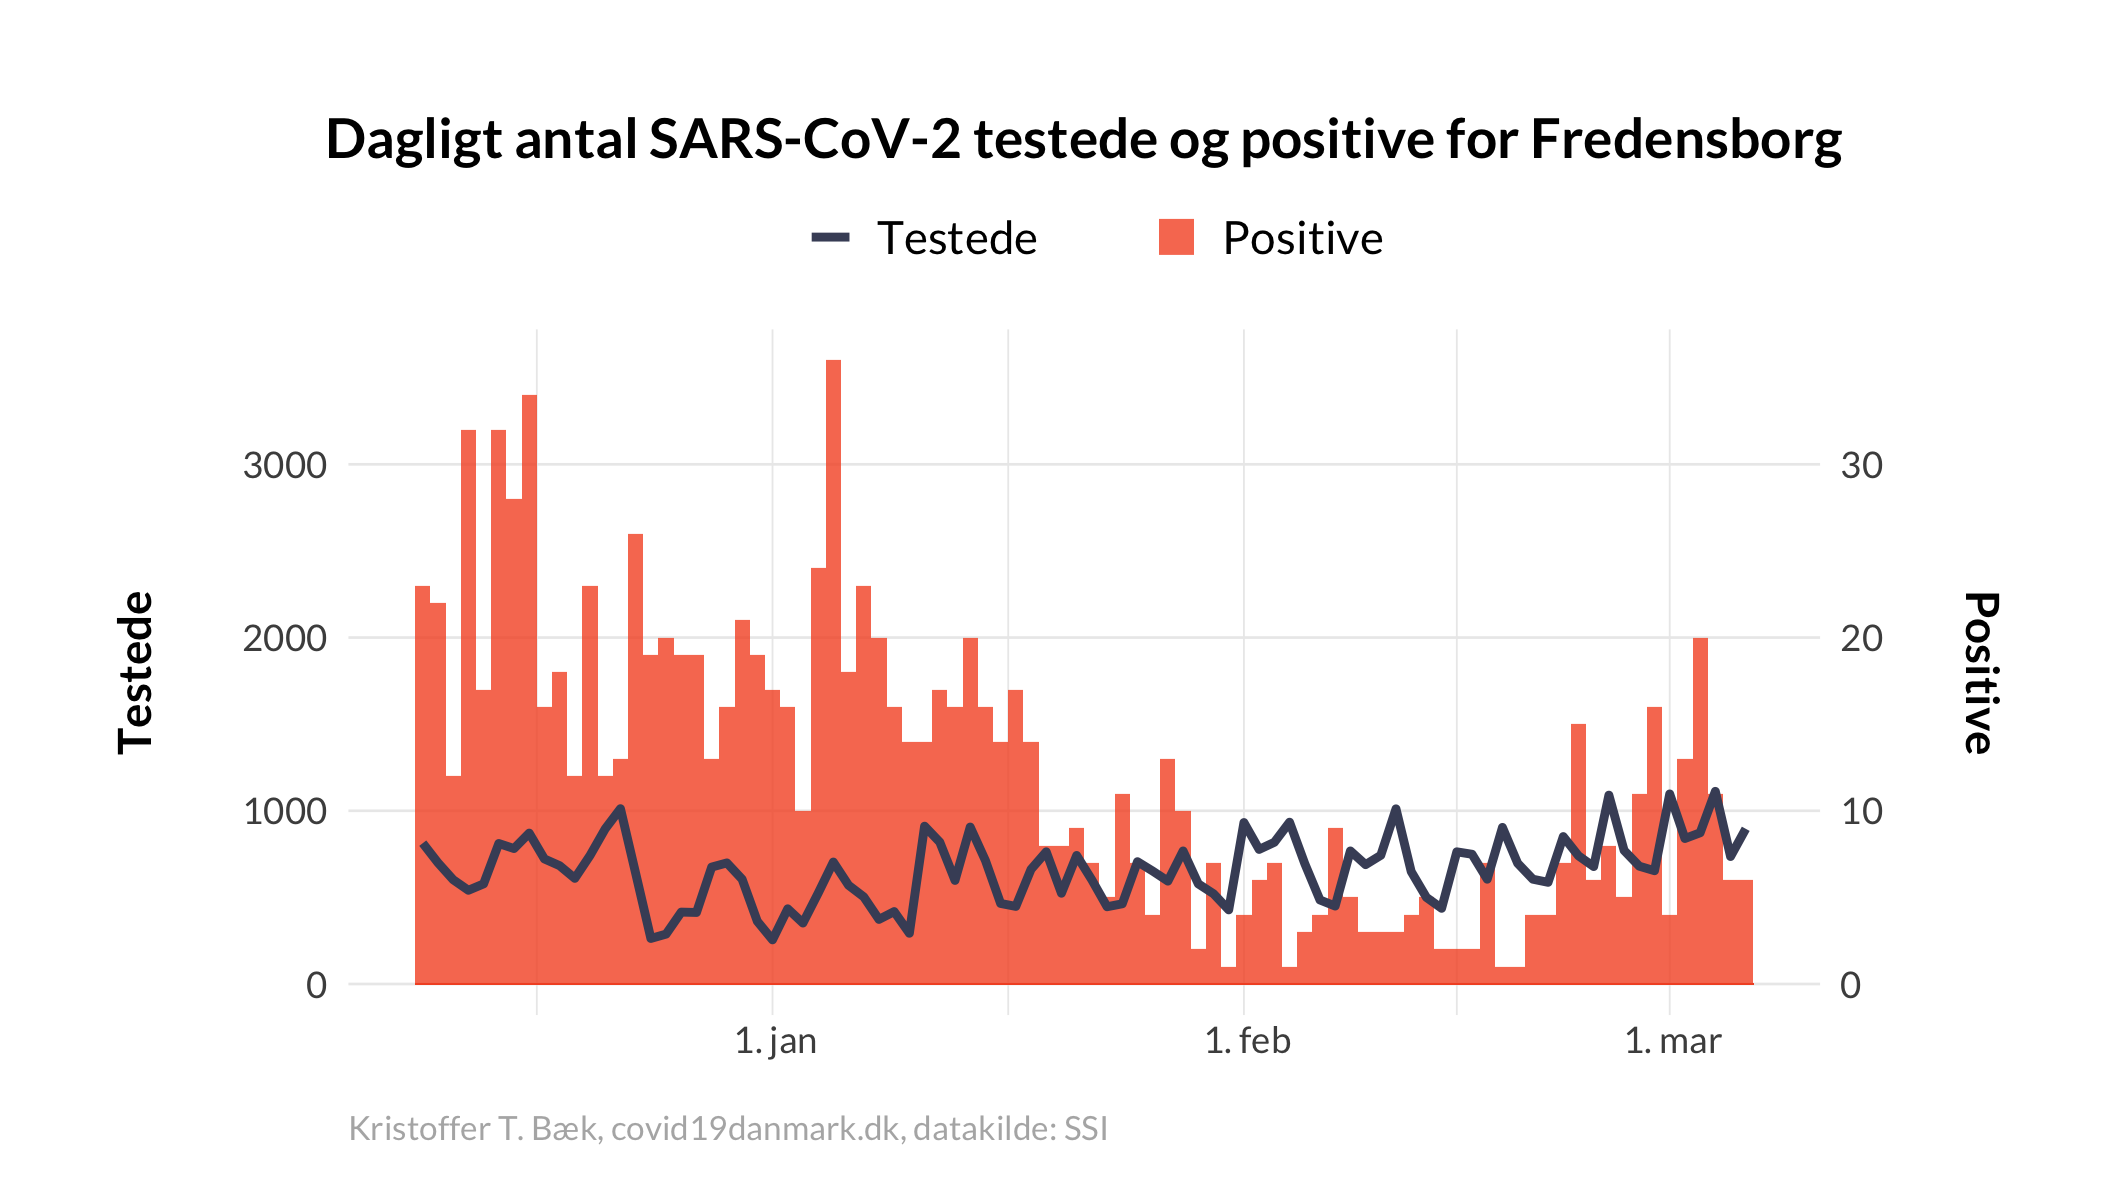 Dagligt antal SARS-CoV-2 testede og positive for Fredensborg
Testede
Positive
3000
2000
1000
0
Testede
30
20
10
0
Positive
1. jan
1. feb
1. mar
Kristoffer T. Bæk, covid19danmark.dk, datakilde: SSI